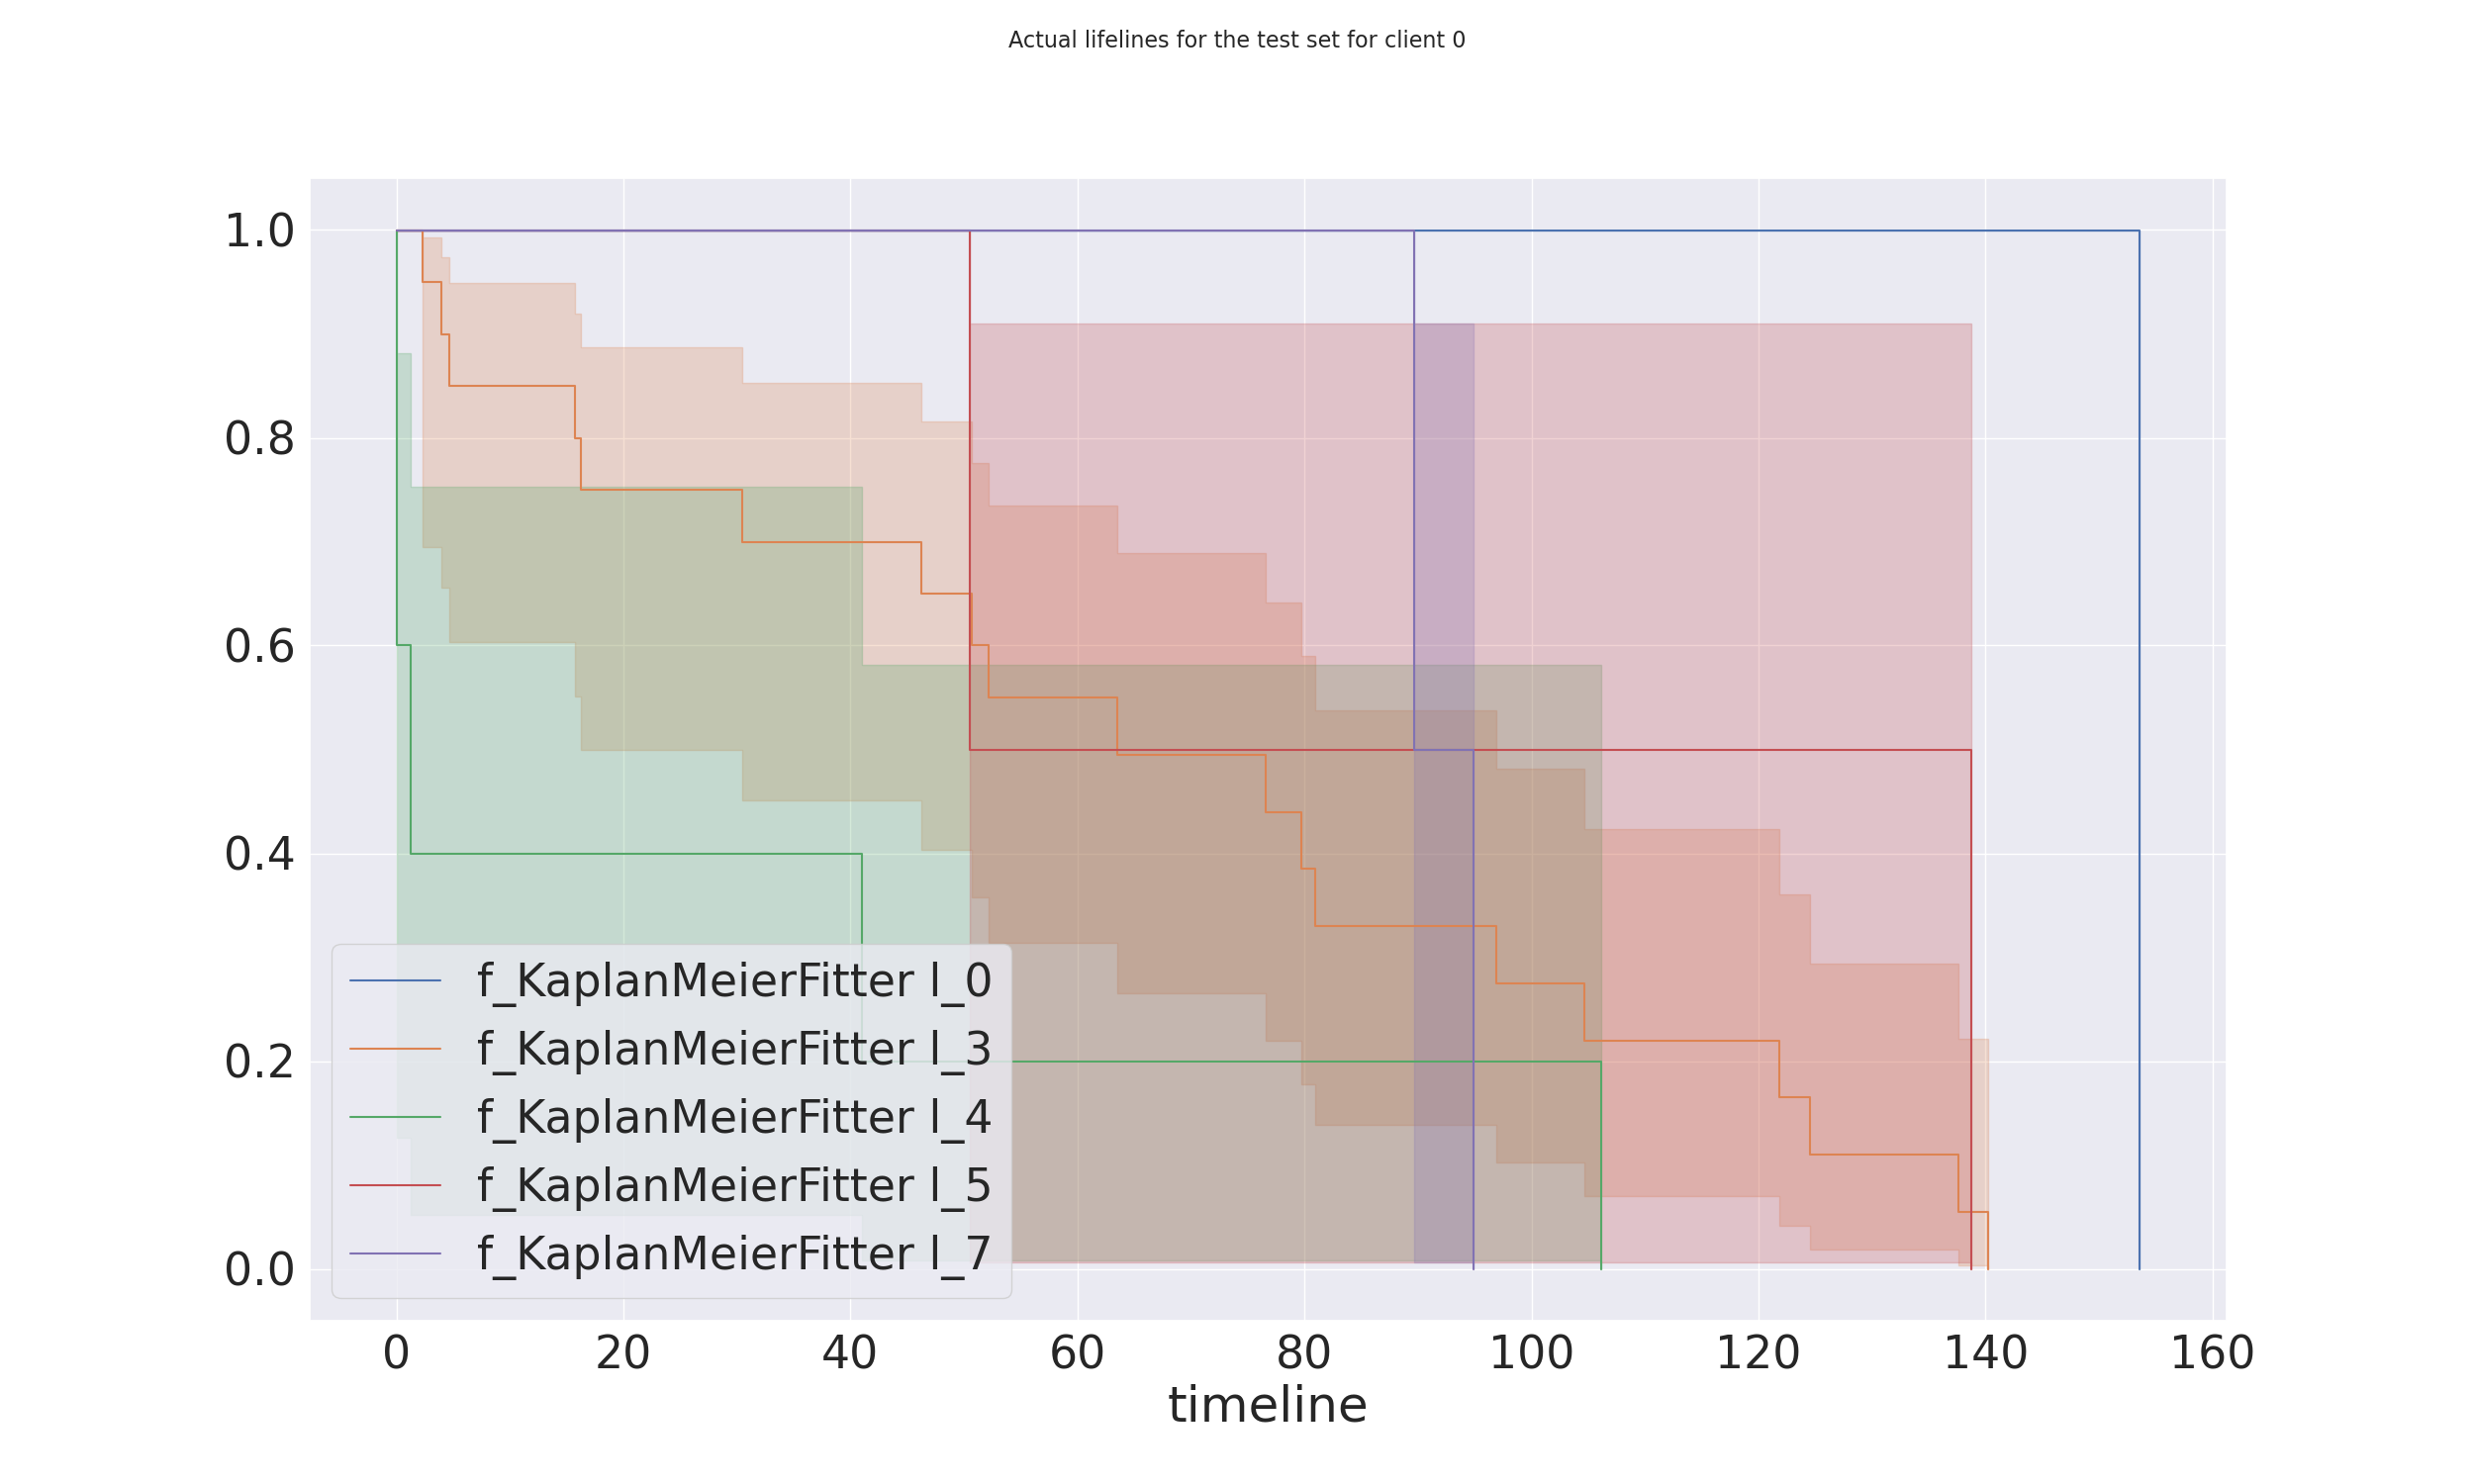 Actual lifelines for the test set for client 0
1.0
0.8
0.6
0.4
0.2
0.0
f_KaplanMeierFitter l_0
f_KaplanMeierFitter l_3
f_KaplanMeierFitter l_4
f_KaplanMeierFitter l_5
f_KaplanMeierFitter l_7
0 20 40 60 80 100 120 140 160
timeline